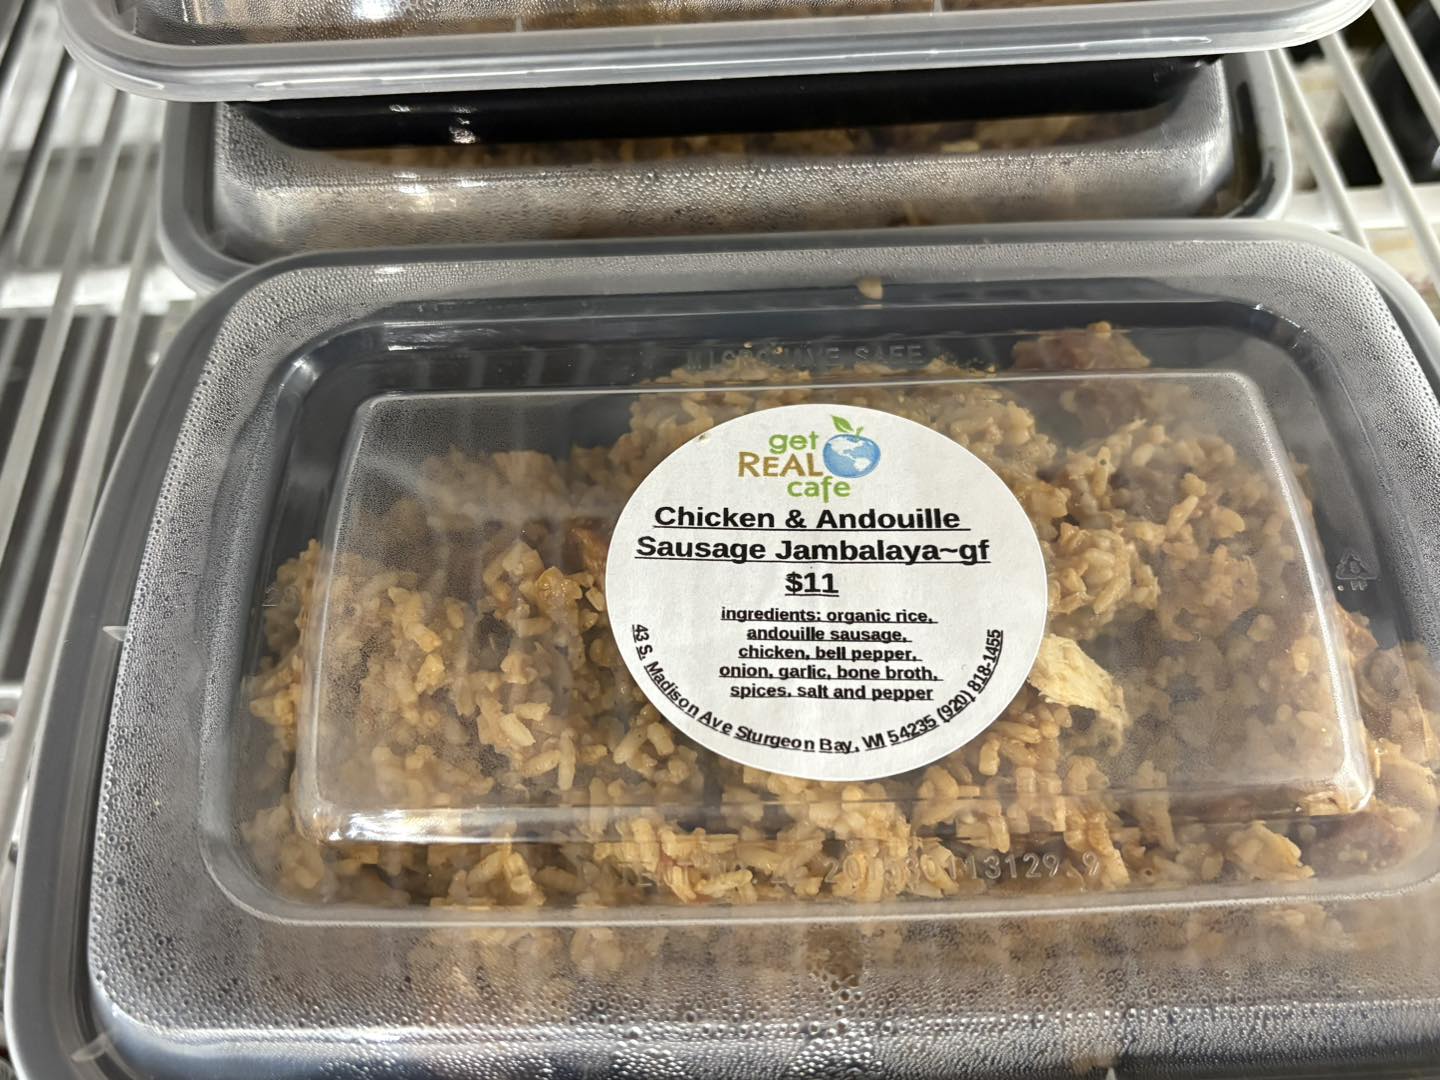 MICROWAVE SAFE
get
REAL
cafe
Chicken & Andouille
Sausage Jambalaya~gf
$11
ingredients: organic rice,
andouille sausage,
chicken, bell pepper,
onion, garlic, bone broth,
spices, salt and pepper
43 S. Madison Ave Sturgeon Bay, WI 54235 (920) 818-1455